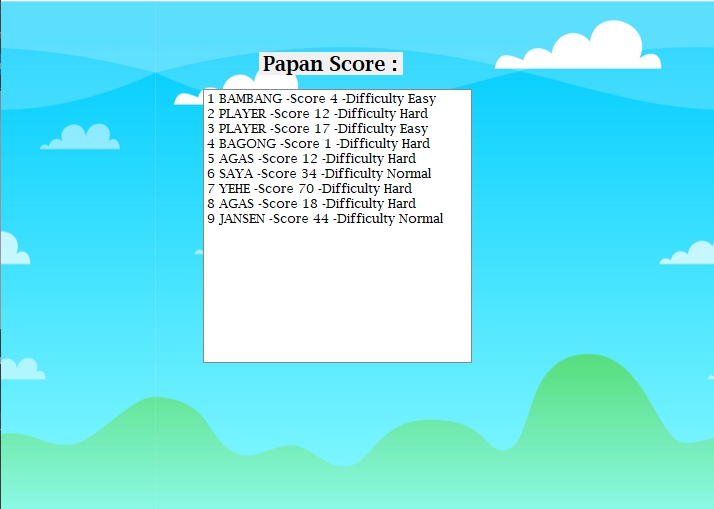 Papan Score :
1 BAMBANG -Score 4 -Difficulty Easy
2 PLAYER -Score 12 -Difficulty Hard
3 PLAYER -Score 17 -Difficulty Easy
4 BAGONG -Score 1 -Difficulty Hard
5 AGAS -Score 12 -Difficulty Hard
6 SAYA -Score 34 -Difficulty Normal
7 YEHE -Score 70 -Difficulty Hard
8 AGAS -Score 18 -Difficulty Hard
9 JANSEN -Score 44 -Difficulty Normal